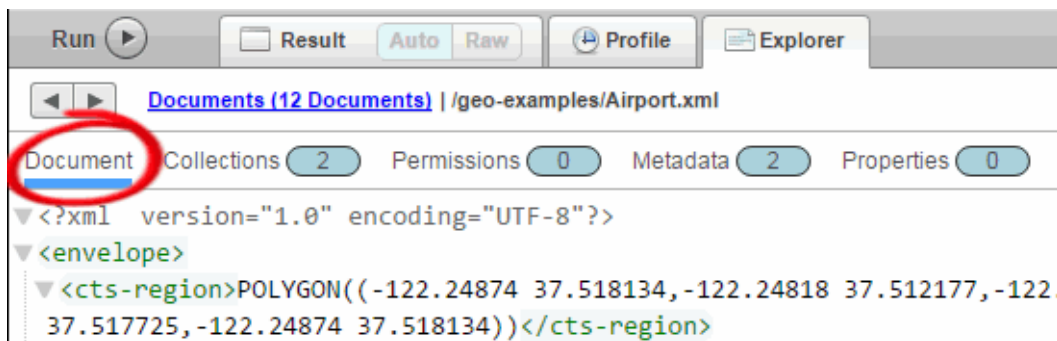 Run Result Auto Raw Profile Explorer
Documents (12 Documents) | /geo-examples/Airport.xml
Document Collections 2 Permissions 0 Metadata 2 Properties 0
<?xml version="1.0" encoding="UTF-8"?>
<envelope>
<cts-region>POLYGON((-122.24874 37.518134,-122.24818 37.512177,-122.
37.517725,-122.24874 37.518134))</cts-region>